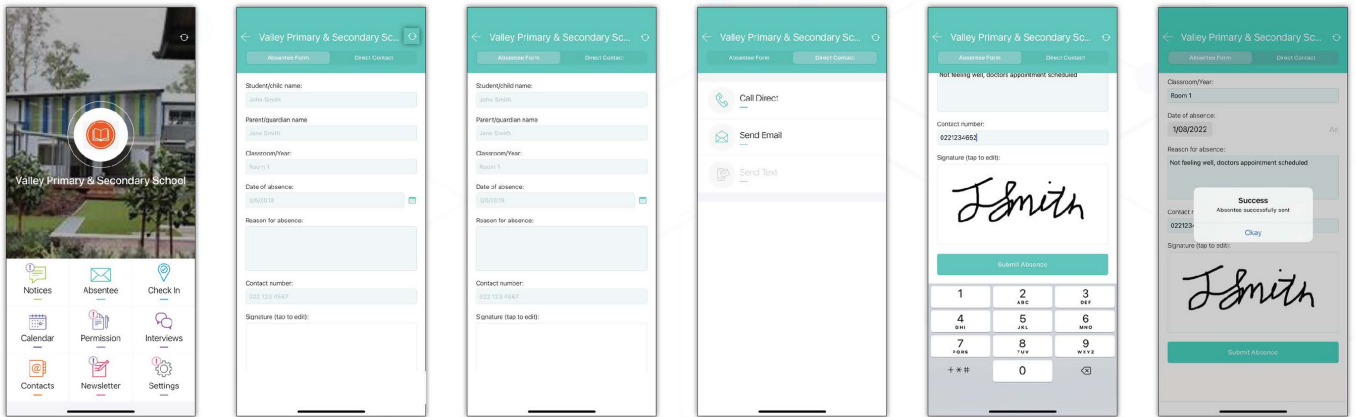 Valley Primary & Secondary School
Notices
Absentee
Check In
Calendar
Permission
Interviews
Contacts
Newsletter
Settings
Valley Primary & Secondary Sc...
Absentee Form
Direct Contact
Student/child name:
John Smith
Parent/guardian name
Jane Smith
Classroom/Year:
Room 1
Date of absence:
Reason for absence:
Contact number:
022 123 4567
Signature (tap to edit):
Valley Primary & Secondary Sc...
Absentee Form
Direct Contact
Student/child name:
John Smith
Parent/guardian name
Jane Smith
Classroom/Year:
Room 1
Date of absence:
Reason for absence:
Contact number:
022 123 4567
Signature (tap to edit):
Valley Primary & Secondary Sc...
Absentee Form
Direct Contact
Call Direct
Send Email
Send Text
Valley Primary & Secondary Sc...
Absentee Form
Direct Contact
Not feeling well, doctors appointment scheduled
Contact number:
0221234652
Signature (tap to edit):
J Smith
Submit Absence
1
2 ABC
3 DEF
4 GHI
5 JKL
6 MNO
7 PQRS
8 TUV
9 WXYZ
+*#
0
Valley Primary & Secondary Sc...
Absentee Form
Direct Contact
Classroom/Year:
Room 1
Date of absence:
1/08/2022
Reason for absence:
Not feeling well, doctors appointment scheduled
Success
Absentee successfully sent
Okay
Contact
022123
Signature (tap to edit):
J Smith
Submit Absence